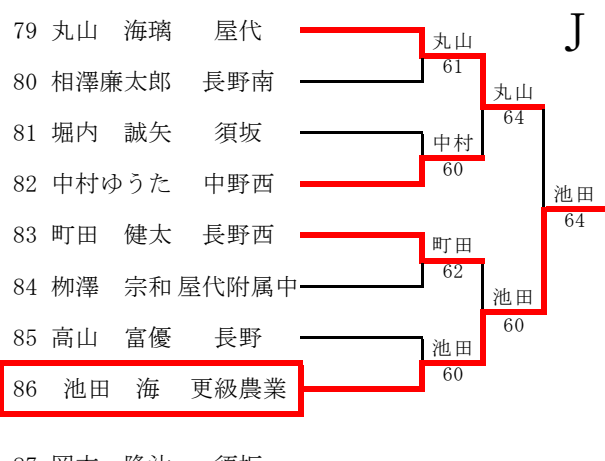 J
79 丸山 海璃 屋代
丸山
61
80 相澤廉太郎 長野南
丸山
64
81 堀内 誠矢 須坂
中村
60
82 中村ゆうた 中野西
池田
64
83 町田 健太 長野西
町田
62
84 栁澤 宗和 屋代附属中
池田
60
85 高山 富優 長野
池田
60
86 池田 海 更級農業